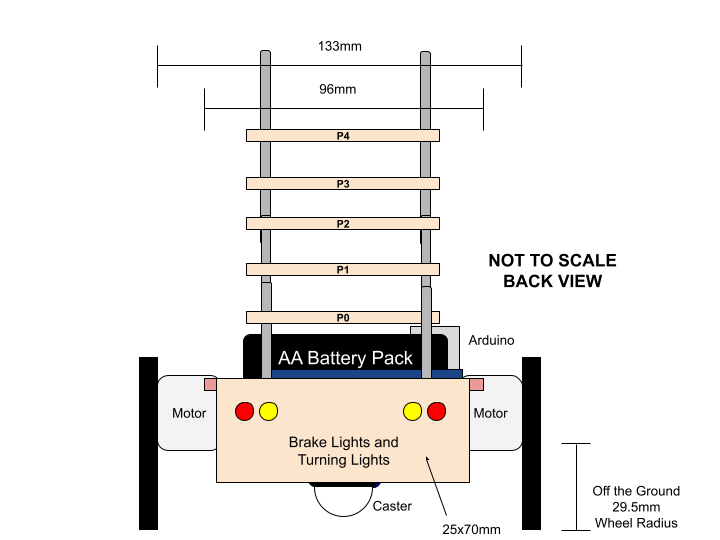 133mm
96mm
P4
P3
P2
P1
P0
NOT TO SCALE
BACK VIEW
Arduino
AA Battery Pack
Motor
Motor
Brake Lights and
Turning Lights
Caster
25x70mm
Off the Ground
29.5mm
Wheel Radius